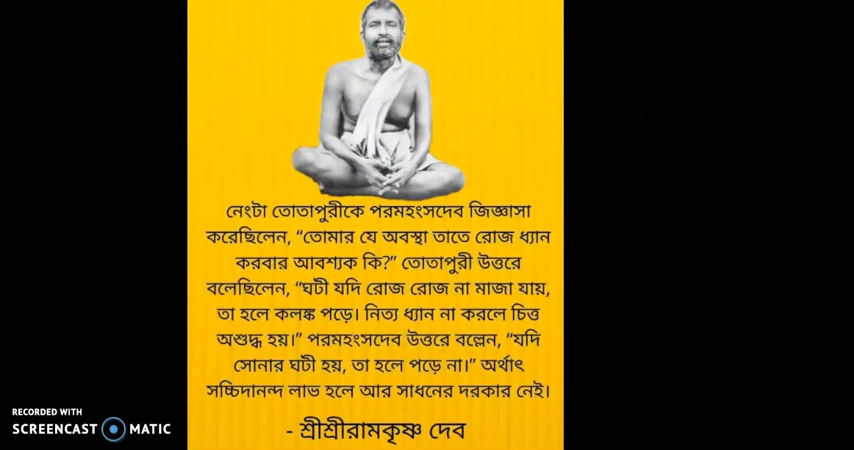 নেংটা তোতাপুরীকে পরমহংসদেব জিজ্ঞাসা
করেছিলেন, “তোমার যে অবস্থা তাতে রোজ ধ্যান
করবার আবশ্যক কি?” তোতাপুরী উত্তরে
বলেছিলেন, “ঘটী যদি রোজ রোজ না মাজা যায়,
তা হলে কলঙ্ক পড়ে। নিত্য ধ্যান না করলে চিত্ত
অশুদ্ধ হয়।” পরমহংসদেব উত্তরে বল্লেন, “যদি
সোনার ঘটী হয়, তা হলে পড়ে না।” অর্থাৎ
সচ্চিদানন্দ লাভ হলে আর সাধনের দরকার নেই।
- শ্রীশ্রীরামকৃষ্ণ দেব
RECORDED WITH
SCREENCAST MATIC